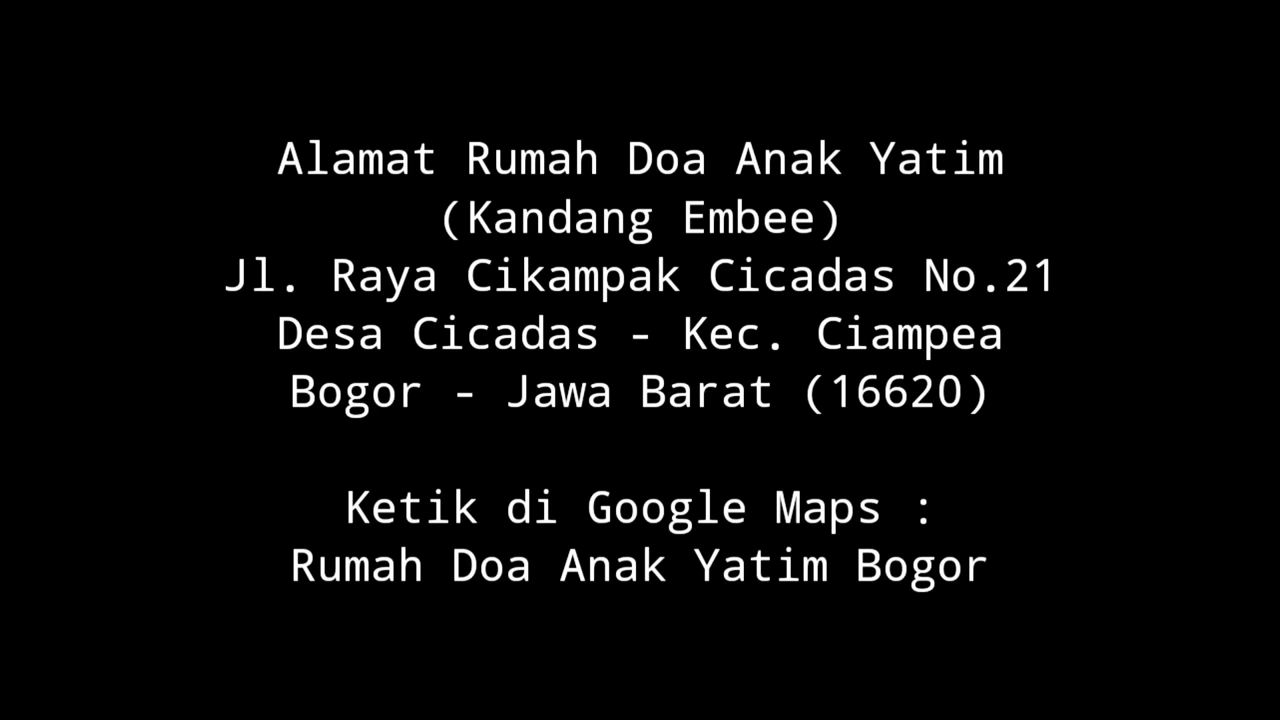 Alamat Rumah Doa Anak Yatim
(Kandang Embee)
Jl. Raya Cikampak Cicadas No.21
Desa Cicadas - Kec. Ciampea
Bogor - Jawa Barat (16620)
Ketik di Google Maps :
Rumah Doa Anak Yatim Bogor